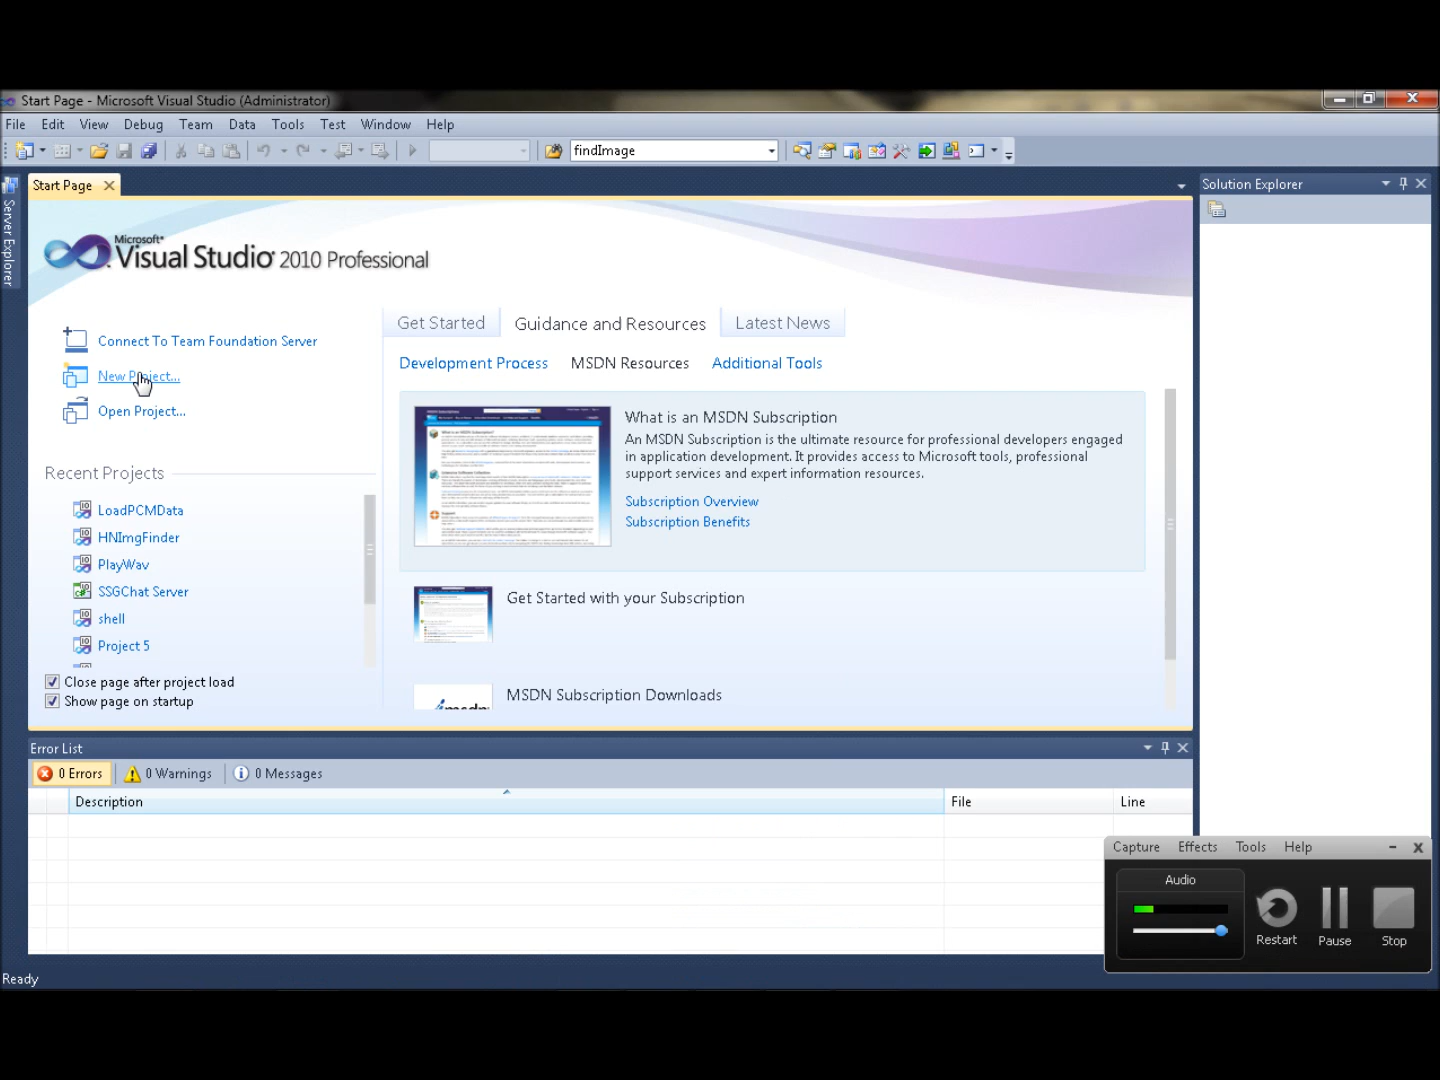 Start Page - Microsoft Visual Studio (Administrator)
File Edit View Debug Team Data Tools Test Window Help
findImage
Server Explorer
Start Page
Solution Explorer
Microsoft®
Visual Studio® 2010 Professional
Connect To Team Foundation Server
New Project...
Open Project...
Recent Projects
LoadPCMData
HNImgFinder
PlayWav
SSGChat Server
shell
Project 5
Close page after project load
Show page on startup
Get Started Guidance and Resources Latest News
Development Process MSDN Resources Additional Tools
What is an MSDN Subscription
An MSDN Subscription is the ultimate resource for professional developers engaged
in application development. It provides access to Microsoft tools, professional
support services and expert information resources.
Subscription Overview
Subscription Benefits
Get Started with your Subscription
MSDN Subscription Downloads
Error List
0 Errors 0 Warnings 0 Messages
Description File Line
Capture Effects Tools Help
Audio
Restart Pause Stop
Ready